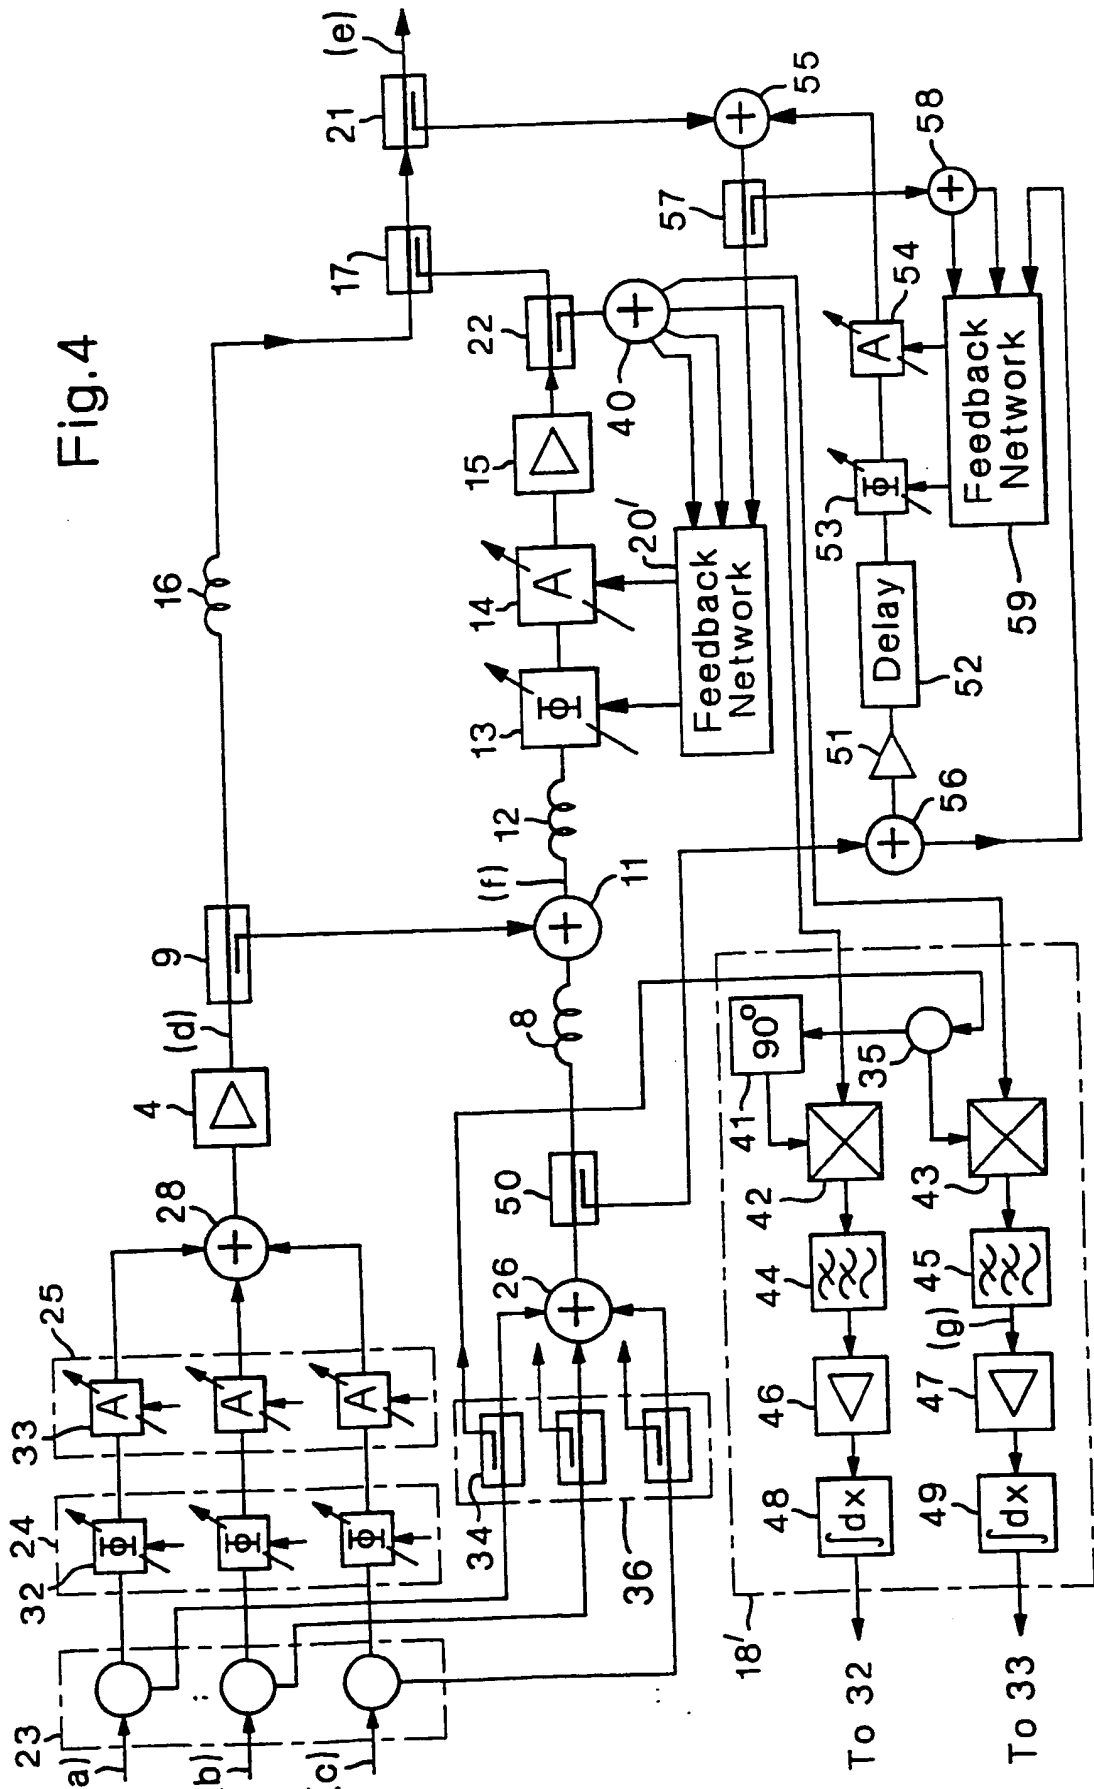 Fig.4
23
a)
b)
(c)
24
32
Φ
Φ
Φ
25
33
A
A
A
28
+
4
(d)
9
16
17
21
(e)
34
36
26
+
50
8
11
+
(f)
12
13
Φ
14
A
15
22
40
+
20'
Feedback
Network
57
55
+
58
+
56
+
51
52
Delay
53
Φ
54
A
59
Feedback
Network
18'
35
41
90°
42
43
44
45
(g)
46
47
48
∫dx
49
∫dx
To 32
To 33